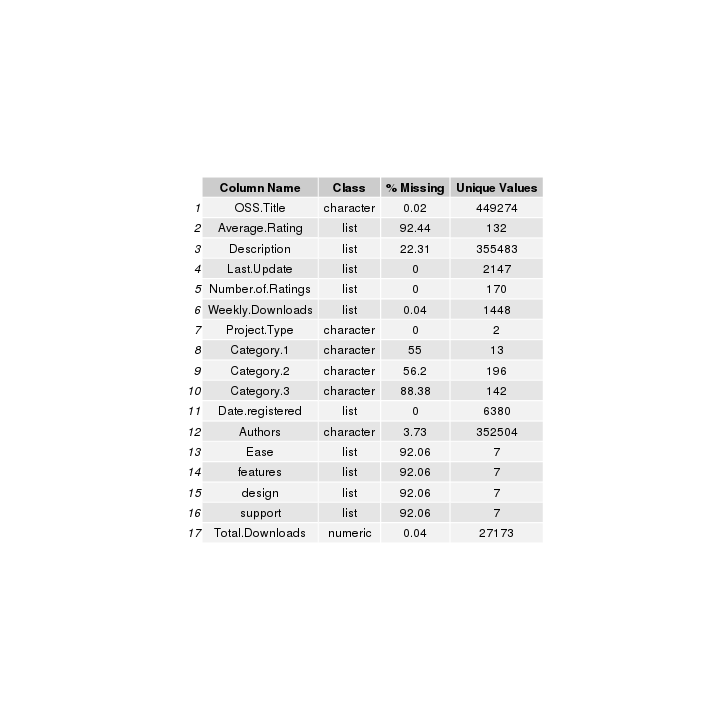 Column Name Class % Missing Unique Values
1 OSS.Title character 0.02 449274
2 Average.Rating list 92.44 132
3 Description list 22.31 355483
4 Last.Update list 0 2147
5 Number.of.Ratings list 0 170
6 Weekly.Downloads list 0.04 1448
7 Project.Type character 0 2
8 Category.1 character 55 13
9 Category.2 character 56.2 196
10 Category.3 character 88.38 142
11 Date.registered list 0 6380
12 Authors character 3.73 352504
13 Ease list 92.06 7
14 features list 92.06 7
15 design list 92.06 7
16 support list 92.06 7
17 Total.Downloads numeric 0.04 27173